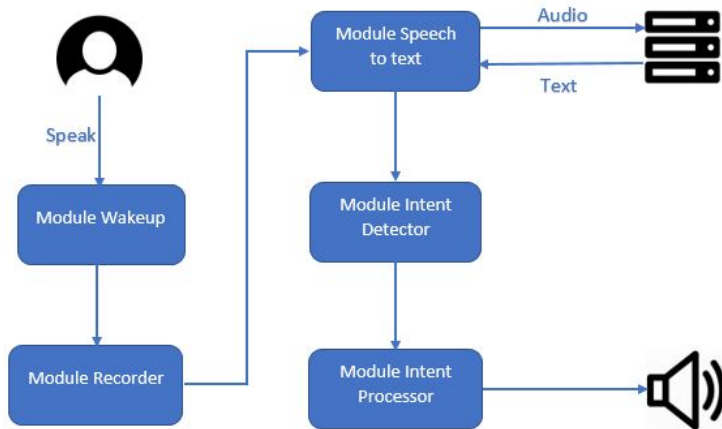 Speak
Module Wakeup
Module Recorder
Module Speech
to text
Audio
Text
Module Intent
Detector
Module Intent
Processor